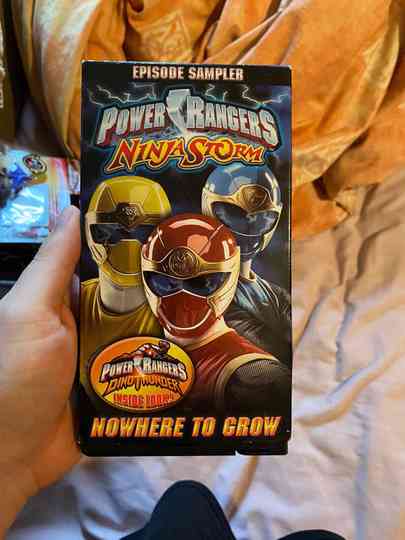 EPISODE SAMPLER
POWER RANGERS
NINJA STORM
POWER RANGERS
DINO THUNDER
INSIDE LOOK!
NOWHERE TO GROW